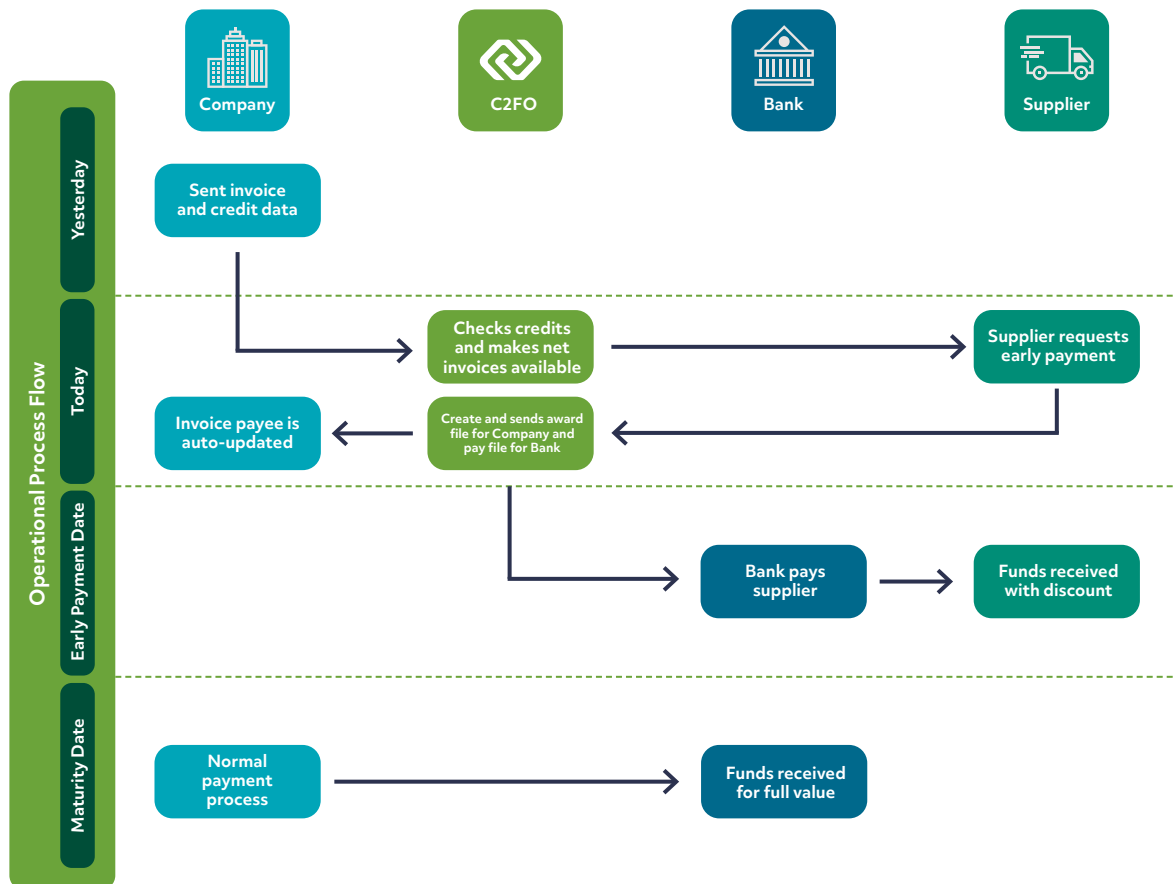 Company
C2FO
Bank
Supplier
Operational Process Flow
Yesterday
Sent invoice
and credit data
Today
Checks credits
and makes net
invoices available
Supplier requests
early payment
Invoice payee is
auto-updated
Create and sends award
file for Company and
pay file for Bank
Early Payment Date
Bank pays
supplier
Funds received
with discount
Maturity Date
Normal
payment
process
Funds received
for full value